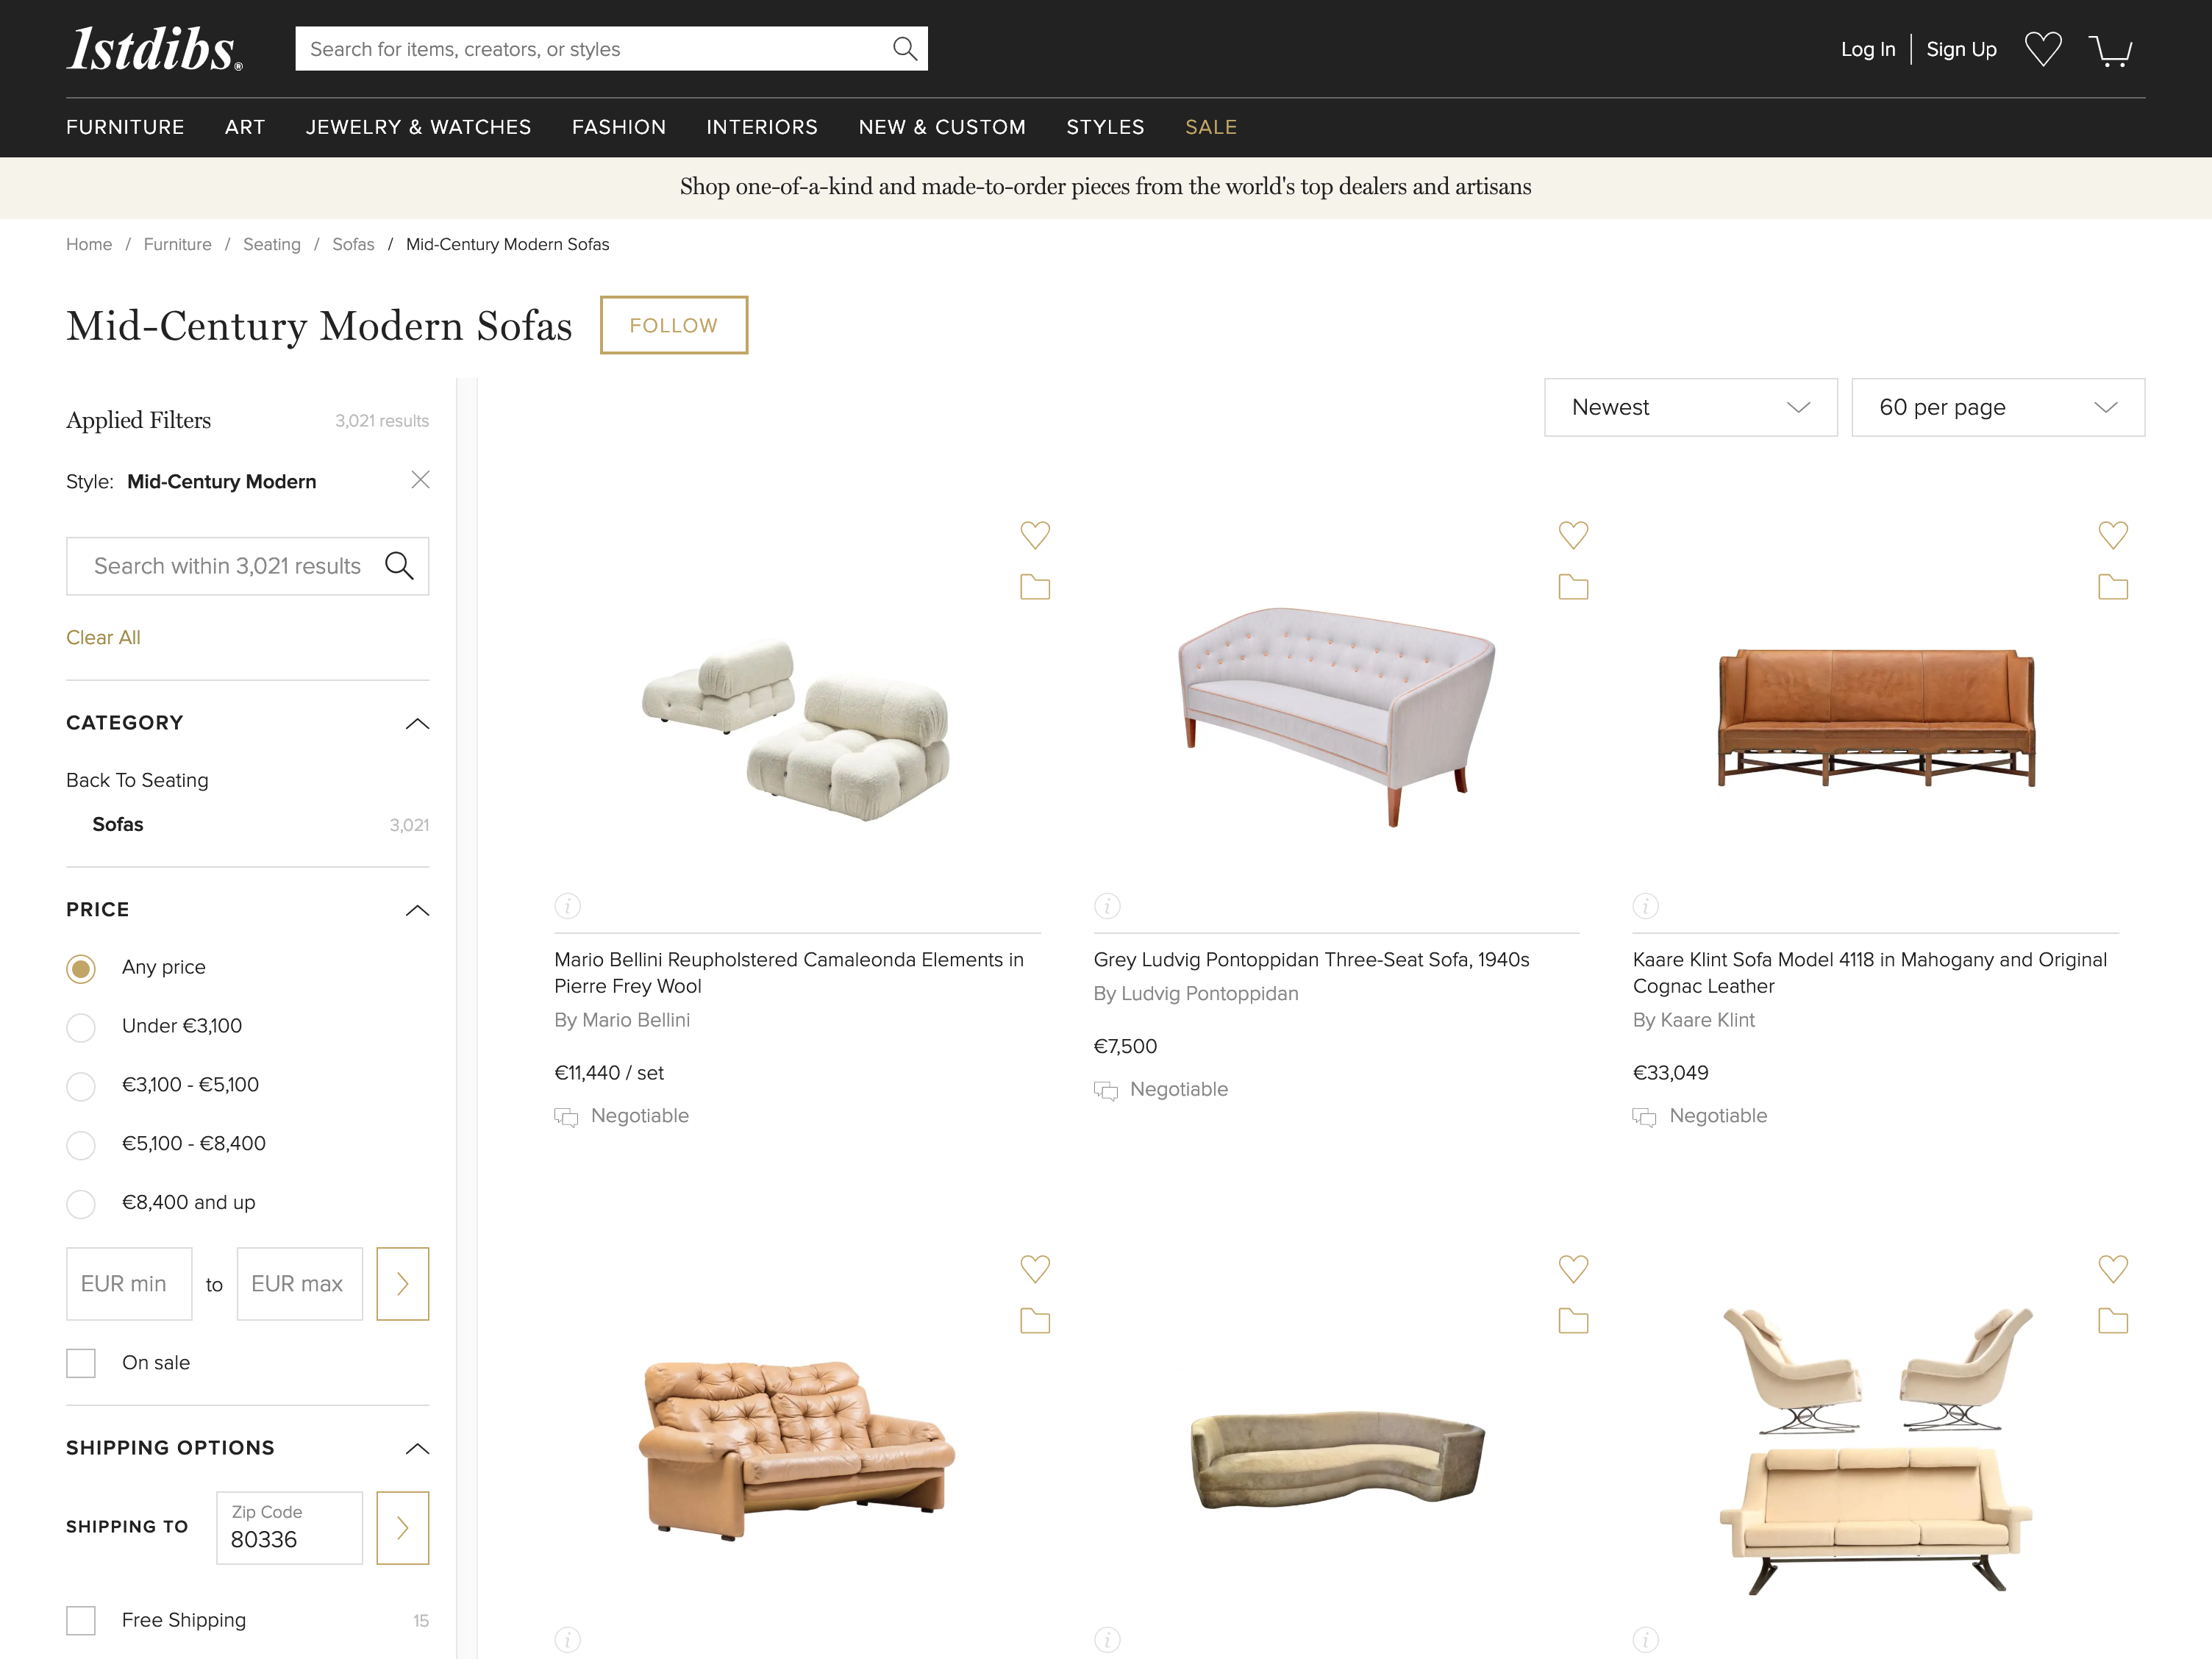 1stdibs®
Search for items, creators, or styles
Log In
Sign Up
FURNITURE
ART
JEWELRY & WATCHES
FASHION
INTERIORS
NEW & CUSTOM
STYLES
SALE
Shop one-of-a-kind and made-to-order pieces from the world's top dealers and artisans
Home / Furniture / Seating / Sofas / Mid-Century Modern Sofas
Mid-Century Modern Sofas
FOLLOW
Applied Filters
3,021 results
Style: Mid-Century Modern
Search within 3,021 results
Clear All
CATEGORY
Back To Seating
Sofas
3,021
PRICE
Any price
Under €3,100
€3,100 - €5,100
€5,100 - €8,400
€8,400 and up
EUR min
to
EUR max
On sale
SHIPPING OPTIONS
SHIPPING TO
Zip Code
80336
Free Shipping
15
Newest
60 per page
Mario Bellini Reupholstered Camaleonda Elements in
Pierre Frey Wool
By Mario Bellini
€11,440 / set
Negotiable
Grey Ludvig Pontoppidan Three-Seat Sofa, 1940s
By Ludvig Pontoppidan
€7,500
Negotiable
Kaare Klint Sofa Model 4118 in Mahogany and Original
Cognac Leather
By Kaare Klint
€33,049
Negotiable